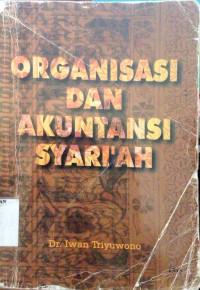 ORGANISASI
DAN
AKUNTANSI
SYARI'AH
Dr. Iwan Triyuwono